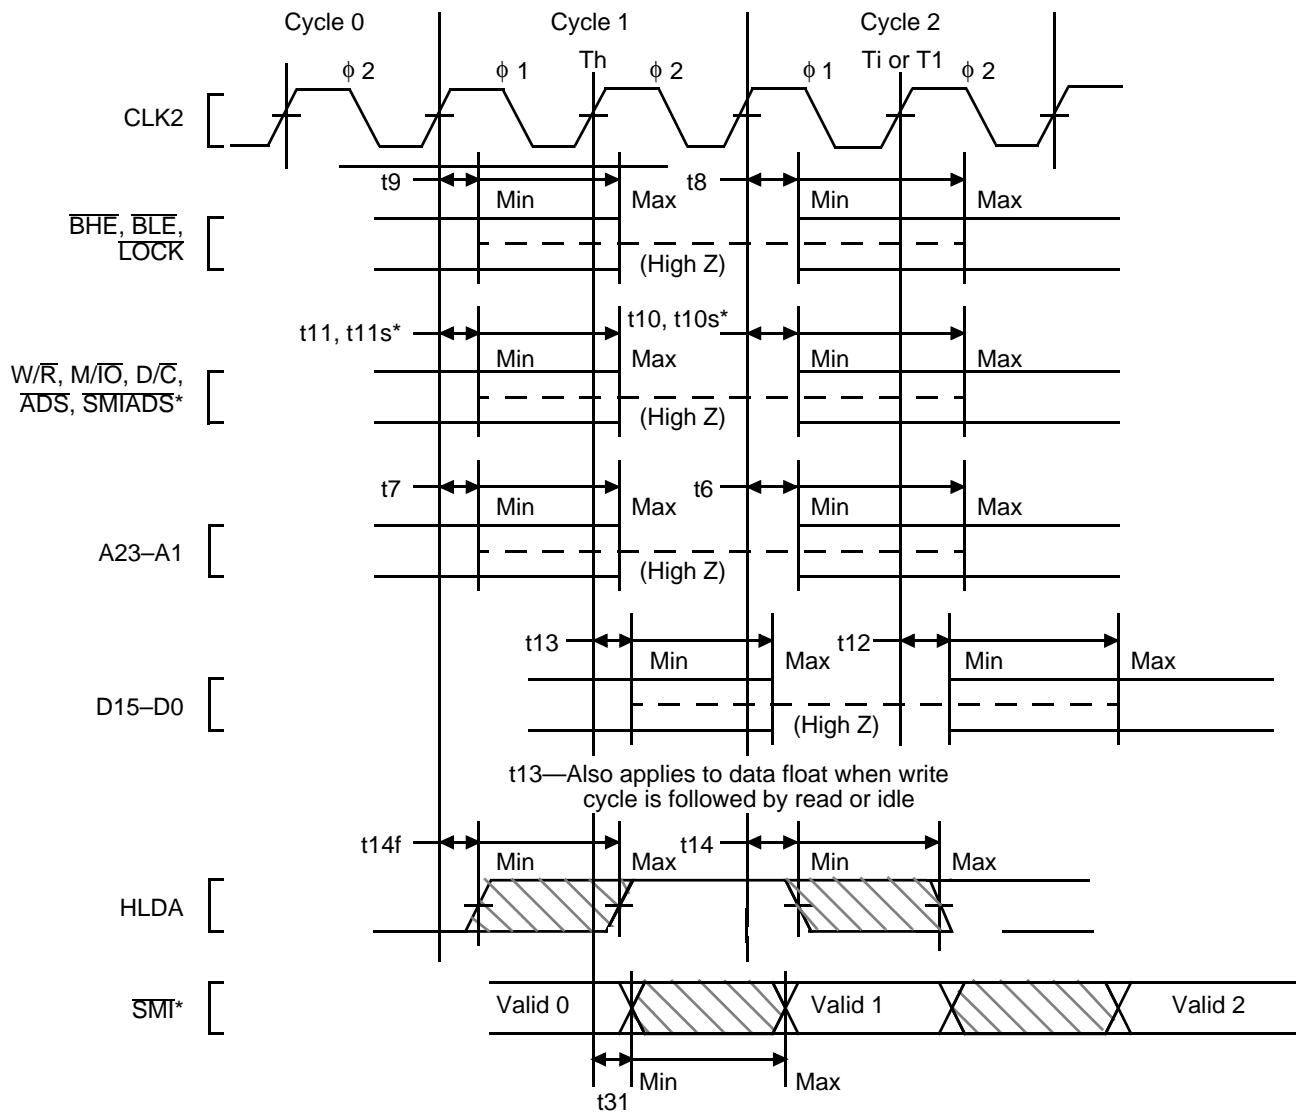 Cycle 0 Cycle 1 Cycle 2
Th Ti or T1
ϕ 2 ϕ 1 ϕ 2 ϕ 1 ϕ 2
CLK2
t9 t8
Min Max Min Max
BHE, BLE,
LOCK
(High Z)
t11, t11s* t10, t10s*
Min Max Min Max
W/R, M/IO, D/C,
ADS, SMIADS*
(High Z)
t7 t6
Min Max Min Max
A23–A1
(High Z)
t13 t12
Min Max Min Max
D15–D0
(High Z)
t13—Also applies to data float when write
cycle is followed by read or idle
t14f t14
Min Max Min Max
HLDA
SMI*
Valid 0 Valid 1 Valid 2
Min Max
t31